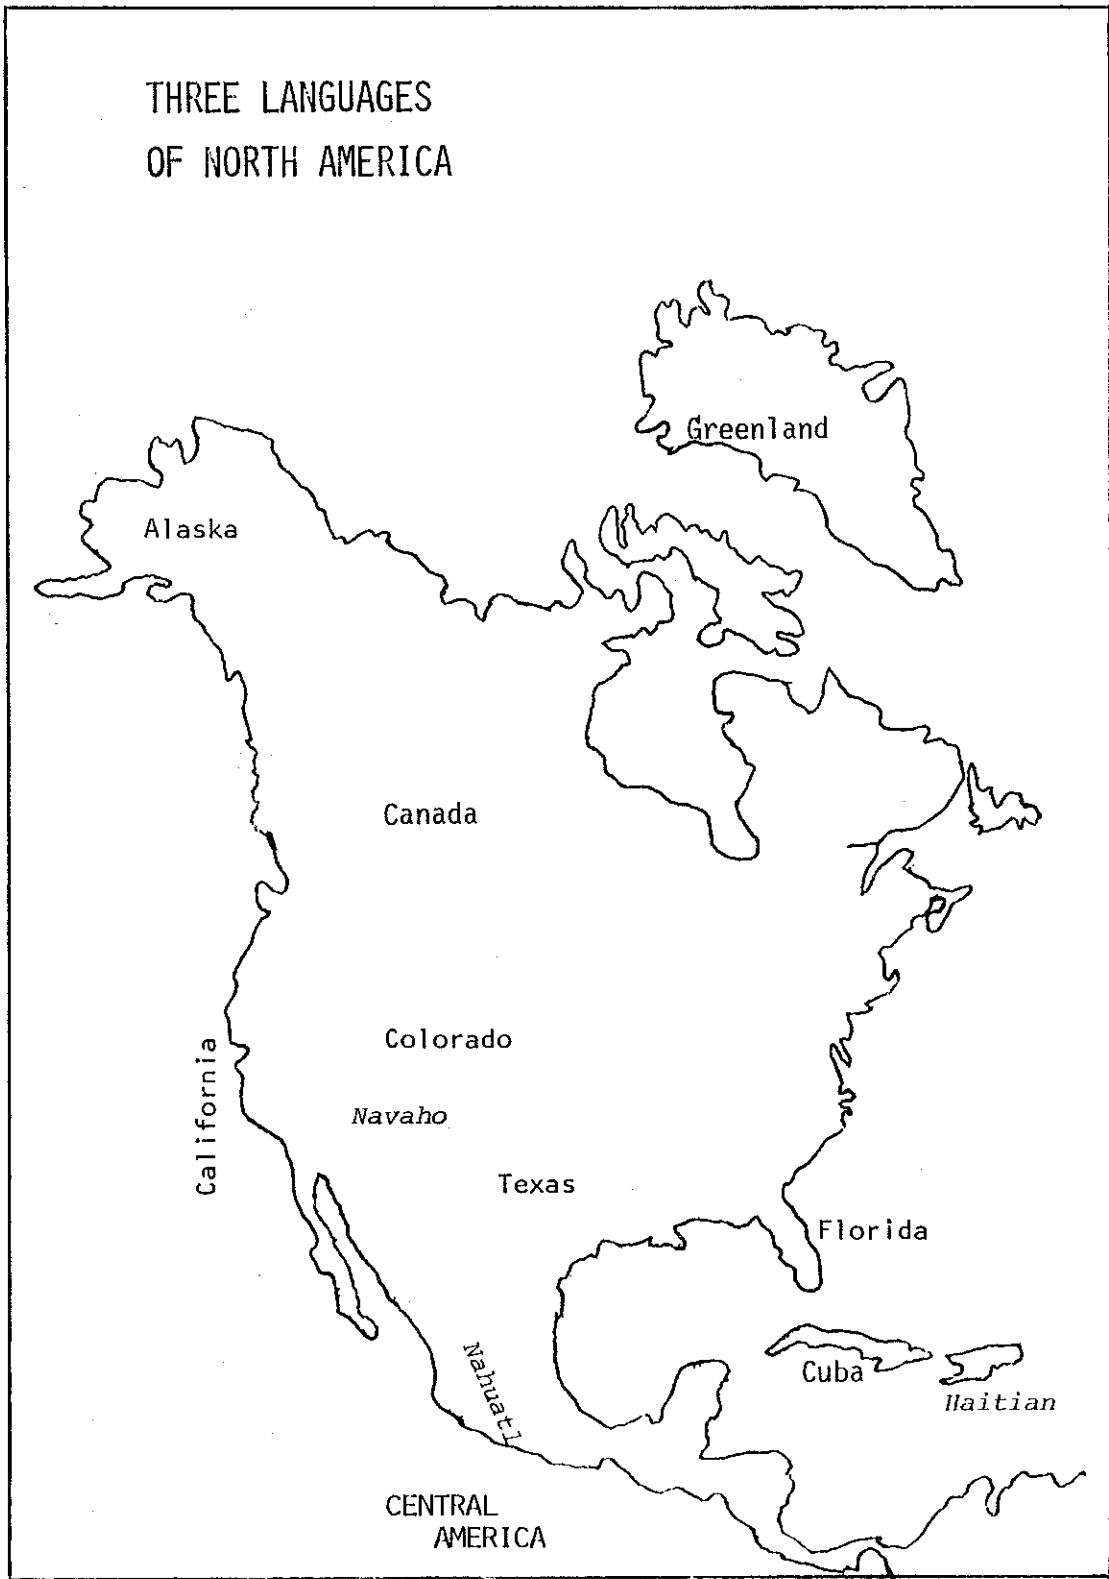 THREE LANGUAGES
OF NORTH AMERICA
Greenland
Alaska
Canada
Colorado
California
Navaho
Texas
Florida
Nahuatl
Cuba
Haitian
CENTRAL
AMERICA